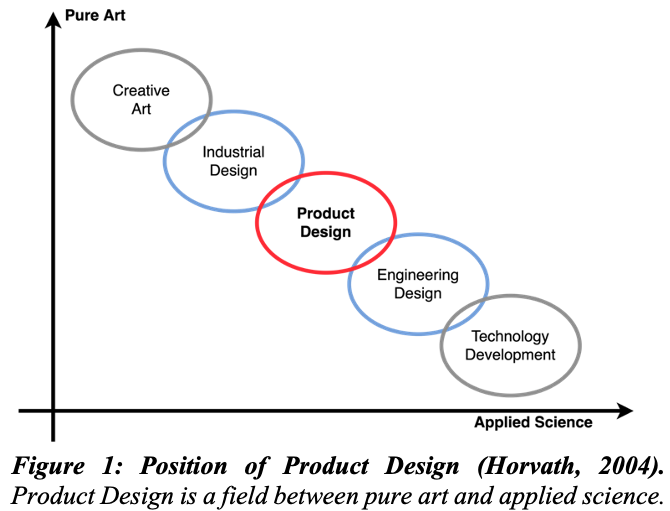 Pure Art
Creative
Art
Industrial
Design
Product
Design
Engineering
Design
Technology
Development
Applied Science
Figure 1: Position of Product Design (Horvath, 2004).
Product Design is a field between pure art and applied science.